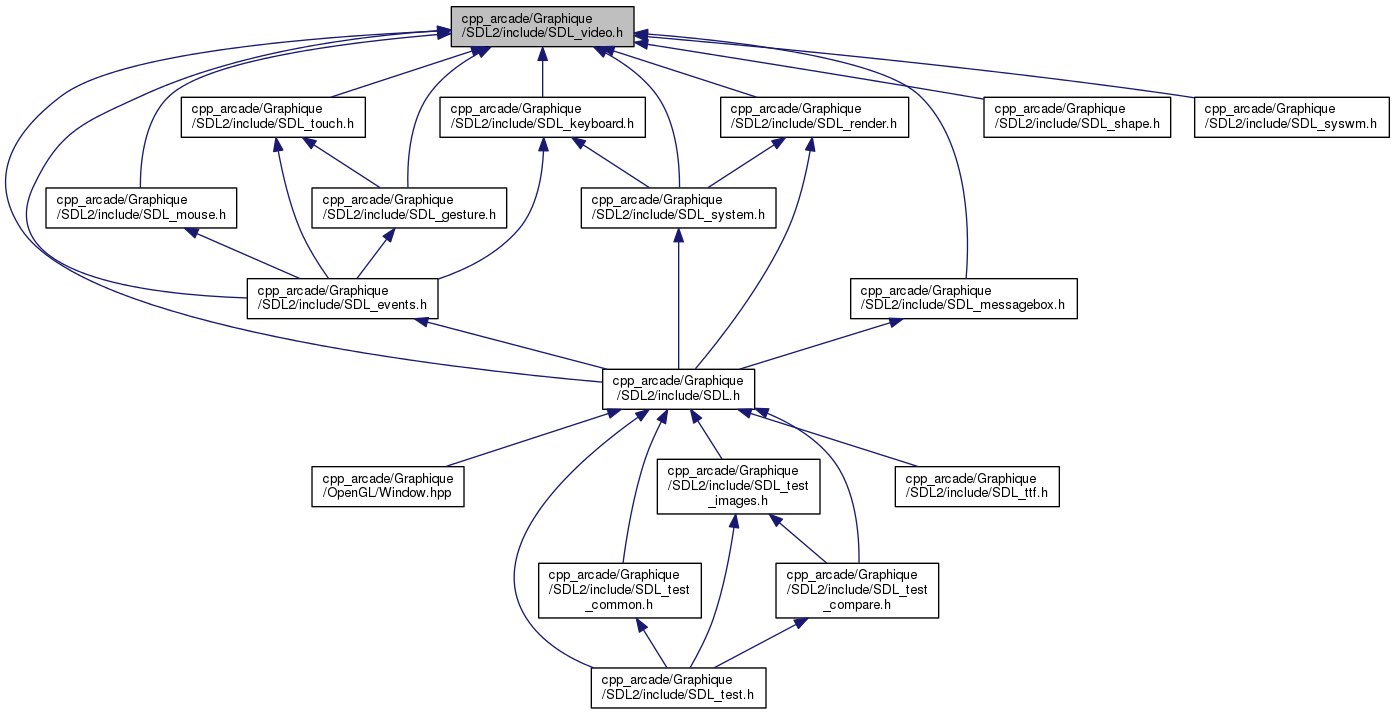 cpp_arcade/Graphique
/SDL2/include/SDL_video.h
cpp_arcade/Graphique
/SDL2/include/SDL_touch.h
cpp_arcade/Graphique
/SDL2/include/SDL_keyboard.h
cpp_arcade/Graphique
/SDL2/include/SDL_render.h
cpp_arcade/Graphique
/SDL2/include/SDL_shape.h
cpp_arcade/Graphique
/SDL2/include/SDL_syswm.h
cpp_arcade/Graphique
/SDL2/include/SDL_mouse.h
cpp_arcade/Graphique
/SDL2/include/SDL_gesture.h
cpp_arcade/Graphique
/SDL2/include/SDL_system.h
cpp_arcade/Graphique
/SDL2/include/SDL_events.h
cpp_arcade/Graphique
/SDL2/include/SDL_messagebox.h
cpp_arcade/Graphique
/SDL2/include/SDL.h
cpp_arcade/Graphique
/OpenGL/Window.hpp
cpp_arcade/Graphique
/SDL2/include/SDL_test
_images.h
cpp_arcade/Graphique
/SDL2/include/SDL_ttf.h
cpp_arcade/Graphique
/SDL2/include/SDL_test
_common.h
cpp_arcade/Graphique
/SDL2/include/SDL_test
_compare.h
cpp_arcade/Graphique
/SDL2/include/SDL_test.h